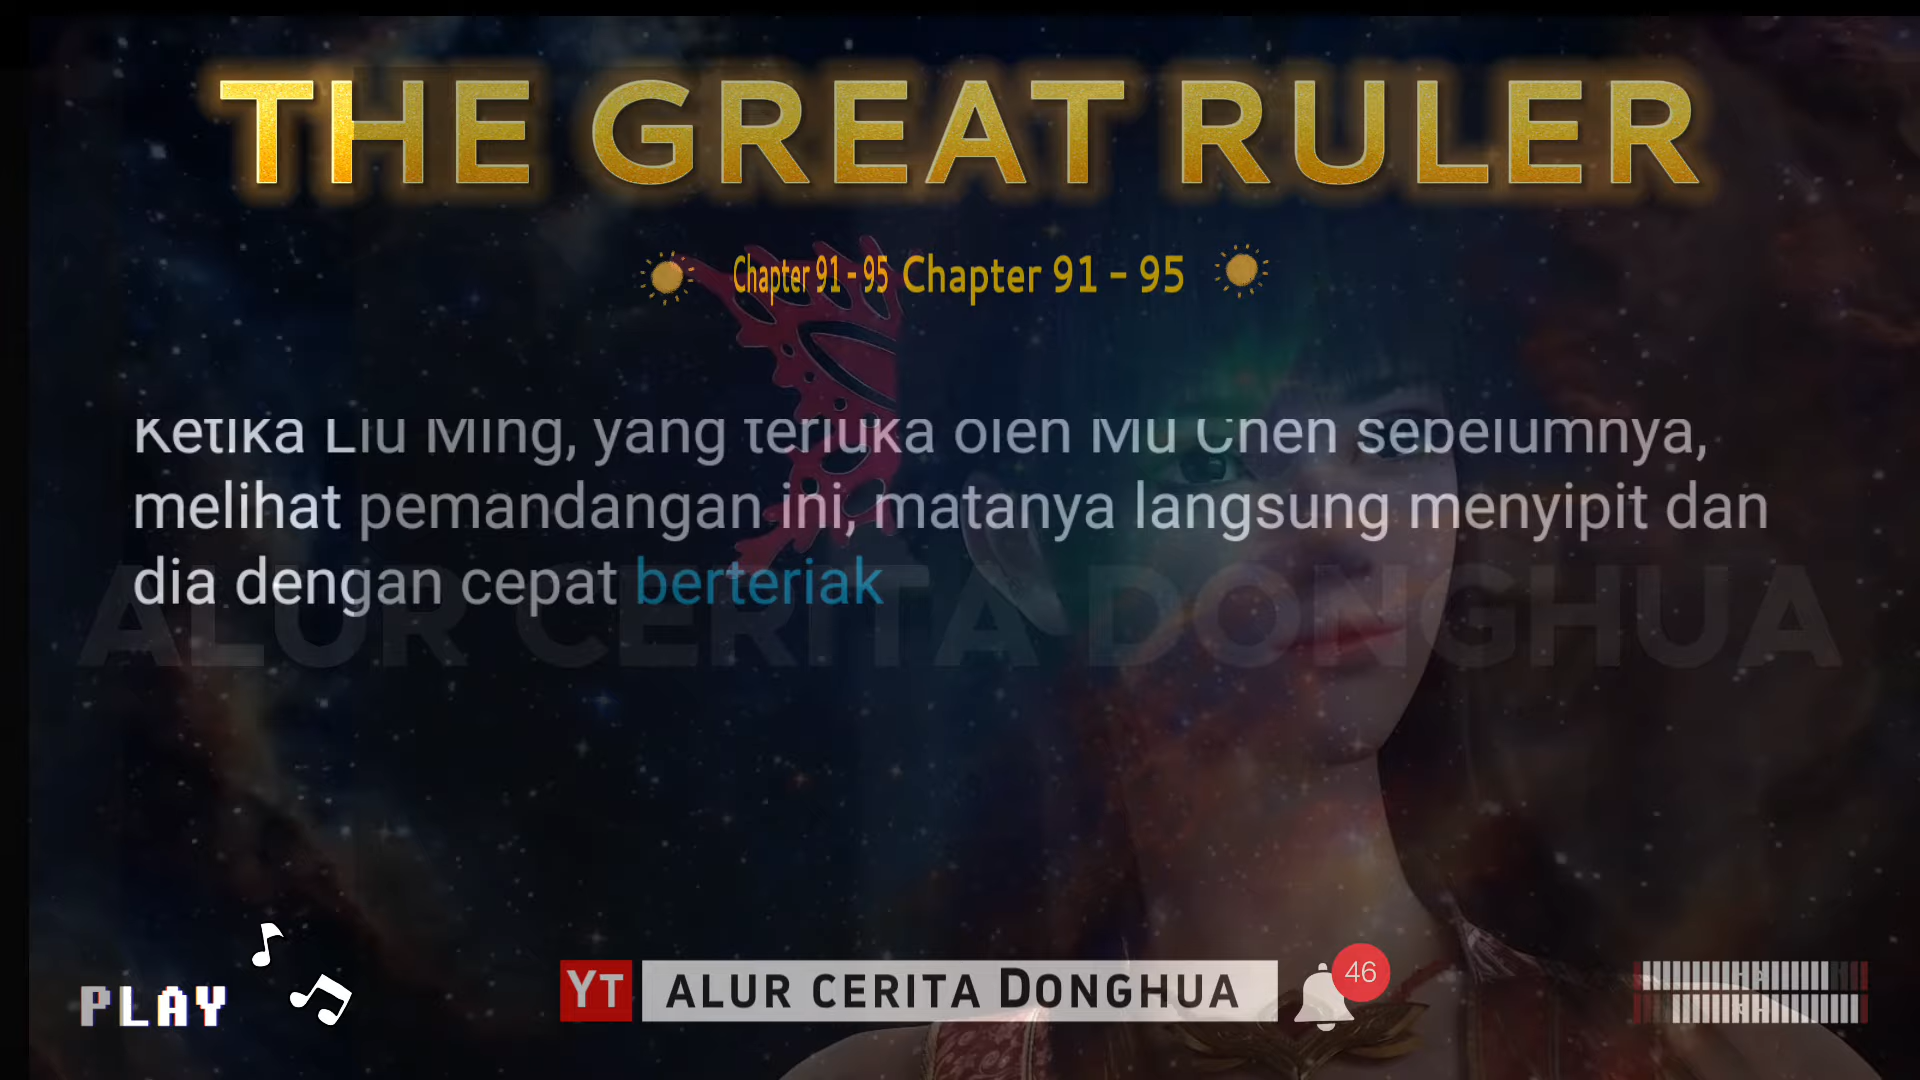 THE GREAT RULER
Chapter 91 - 95 Chapter 91 - 95
Ketika Liu Ming, yang terluka oleh Mu Chen sebelumnya,
melihat pemandangan ini, matanya langsung menyipit dan
dia dengan cepat berteriak
ALUR CERITA DONGHUA
PLAY
YT ALUR CERITA DONGHUA
46